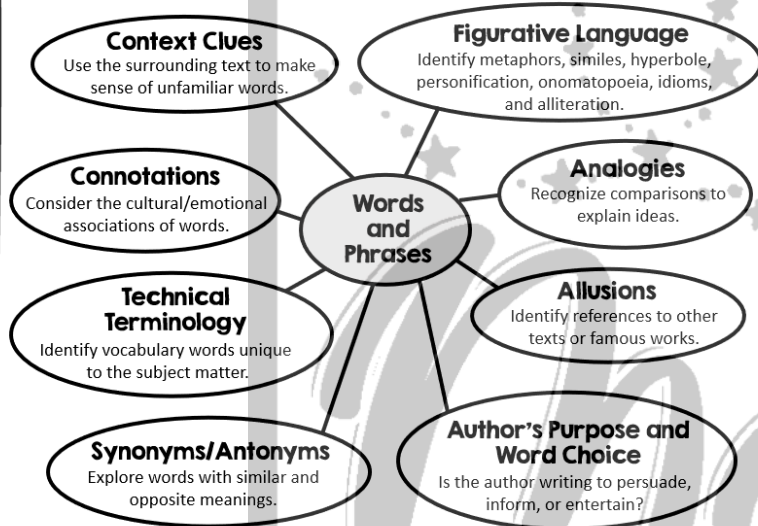 Context Clues
Use the surrounding text to make
sense of unfamiliar words.
Figurative Language
Identify metaphors, similes, hyperbole,
personification, onomatopoeia, idioms,
and alliteration.
Connotations
Consider the cultural/emotional
associations of words.
Words
and
Phrases
Analogies
Recognize comparisons to
explain ideas.
Technical
Terminology
Identify vocabulary words unique
to the subject matter.
Allusions
Identify references to other
texts or famous works.
Synonyms/Antonyms
Explore words with similar and
opposite meanings.
Author's Purpose and
Word Choice
Is the author writing to persuade,
inform, or entertain?